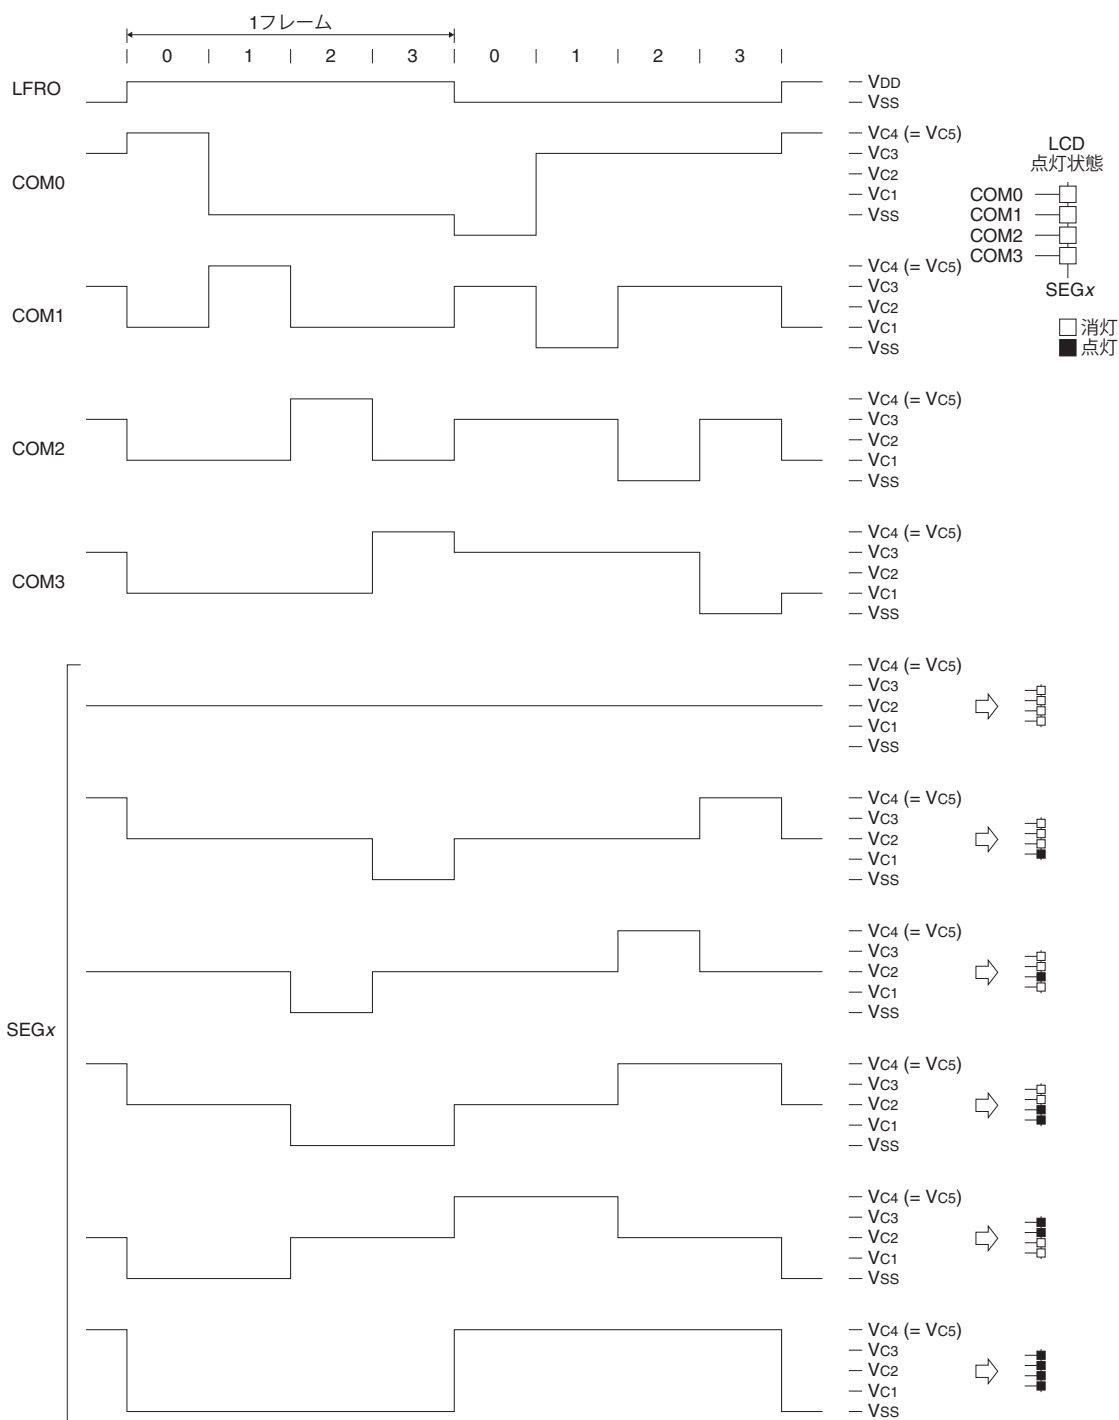 1フレーム
0 1 2 3 0 1 2 3
LFRO
VDD
VSS
COM0
VC4 (= VC5)
VC3
VC2
VC1
VSS
LCD
点灯状態
COM0
COM1
COM2
COM3
SEGx
消灯
点灯
COM1
VC4 (= VC5)
VC3
VC2
VC1
VSS
COM2
VC4 (= VC5)
VC3
VC2
VC1
VSS
COM3
VC4 (= VC5)
VC3
VC2
VC1
VSS
SEGx
VC4 (= VC5)
VC3
VC2
VC1
VSS
VC4 (= VC5)
VC3
VC2
VC1
VSS
VC4 (= VC5)
VC3
VC2
VC1
VSS
VC4 (= VC5)
VC3
VC2
VC1
VSS
VC4 (= VC5)
VC3
VC2
VC1
VSS
VC4 (= VC5)
VC3
VC2
VC1
VSS